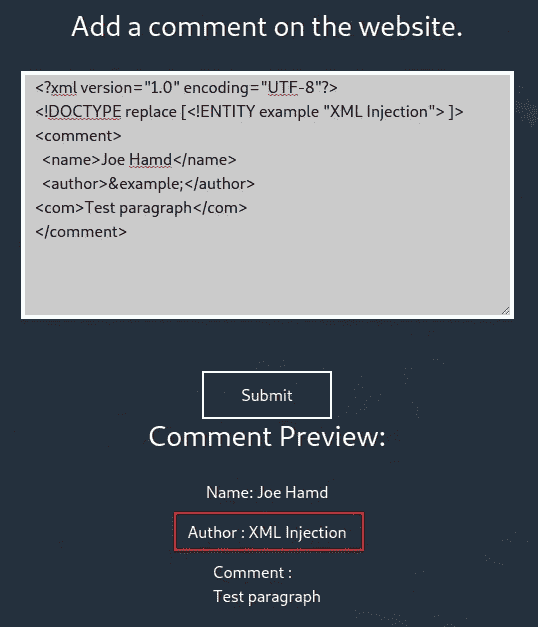 Add a comment on the website.
<?xml version="1.0" encoding="UTF-8"?>
<!DOCTYPE replace [<!ENTITY example "XML Injection"> ]>
<comment>
<name>Joe Hamd</name>
<author>&example;</author>
<com>Test paragraph</com>
</comment>
Submit
Comment Preview:
Name: Joe Hamd
Author : XML Injection
Comment :
Test paragraph